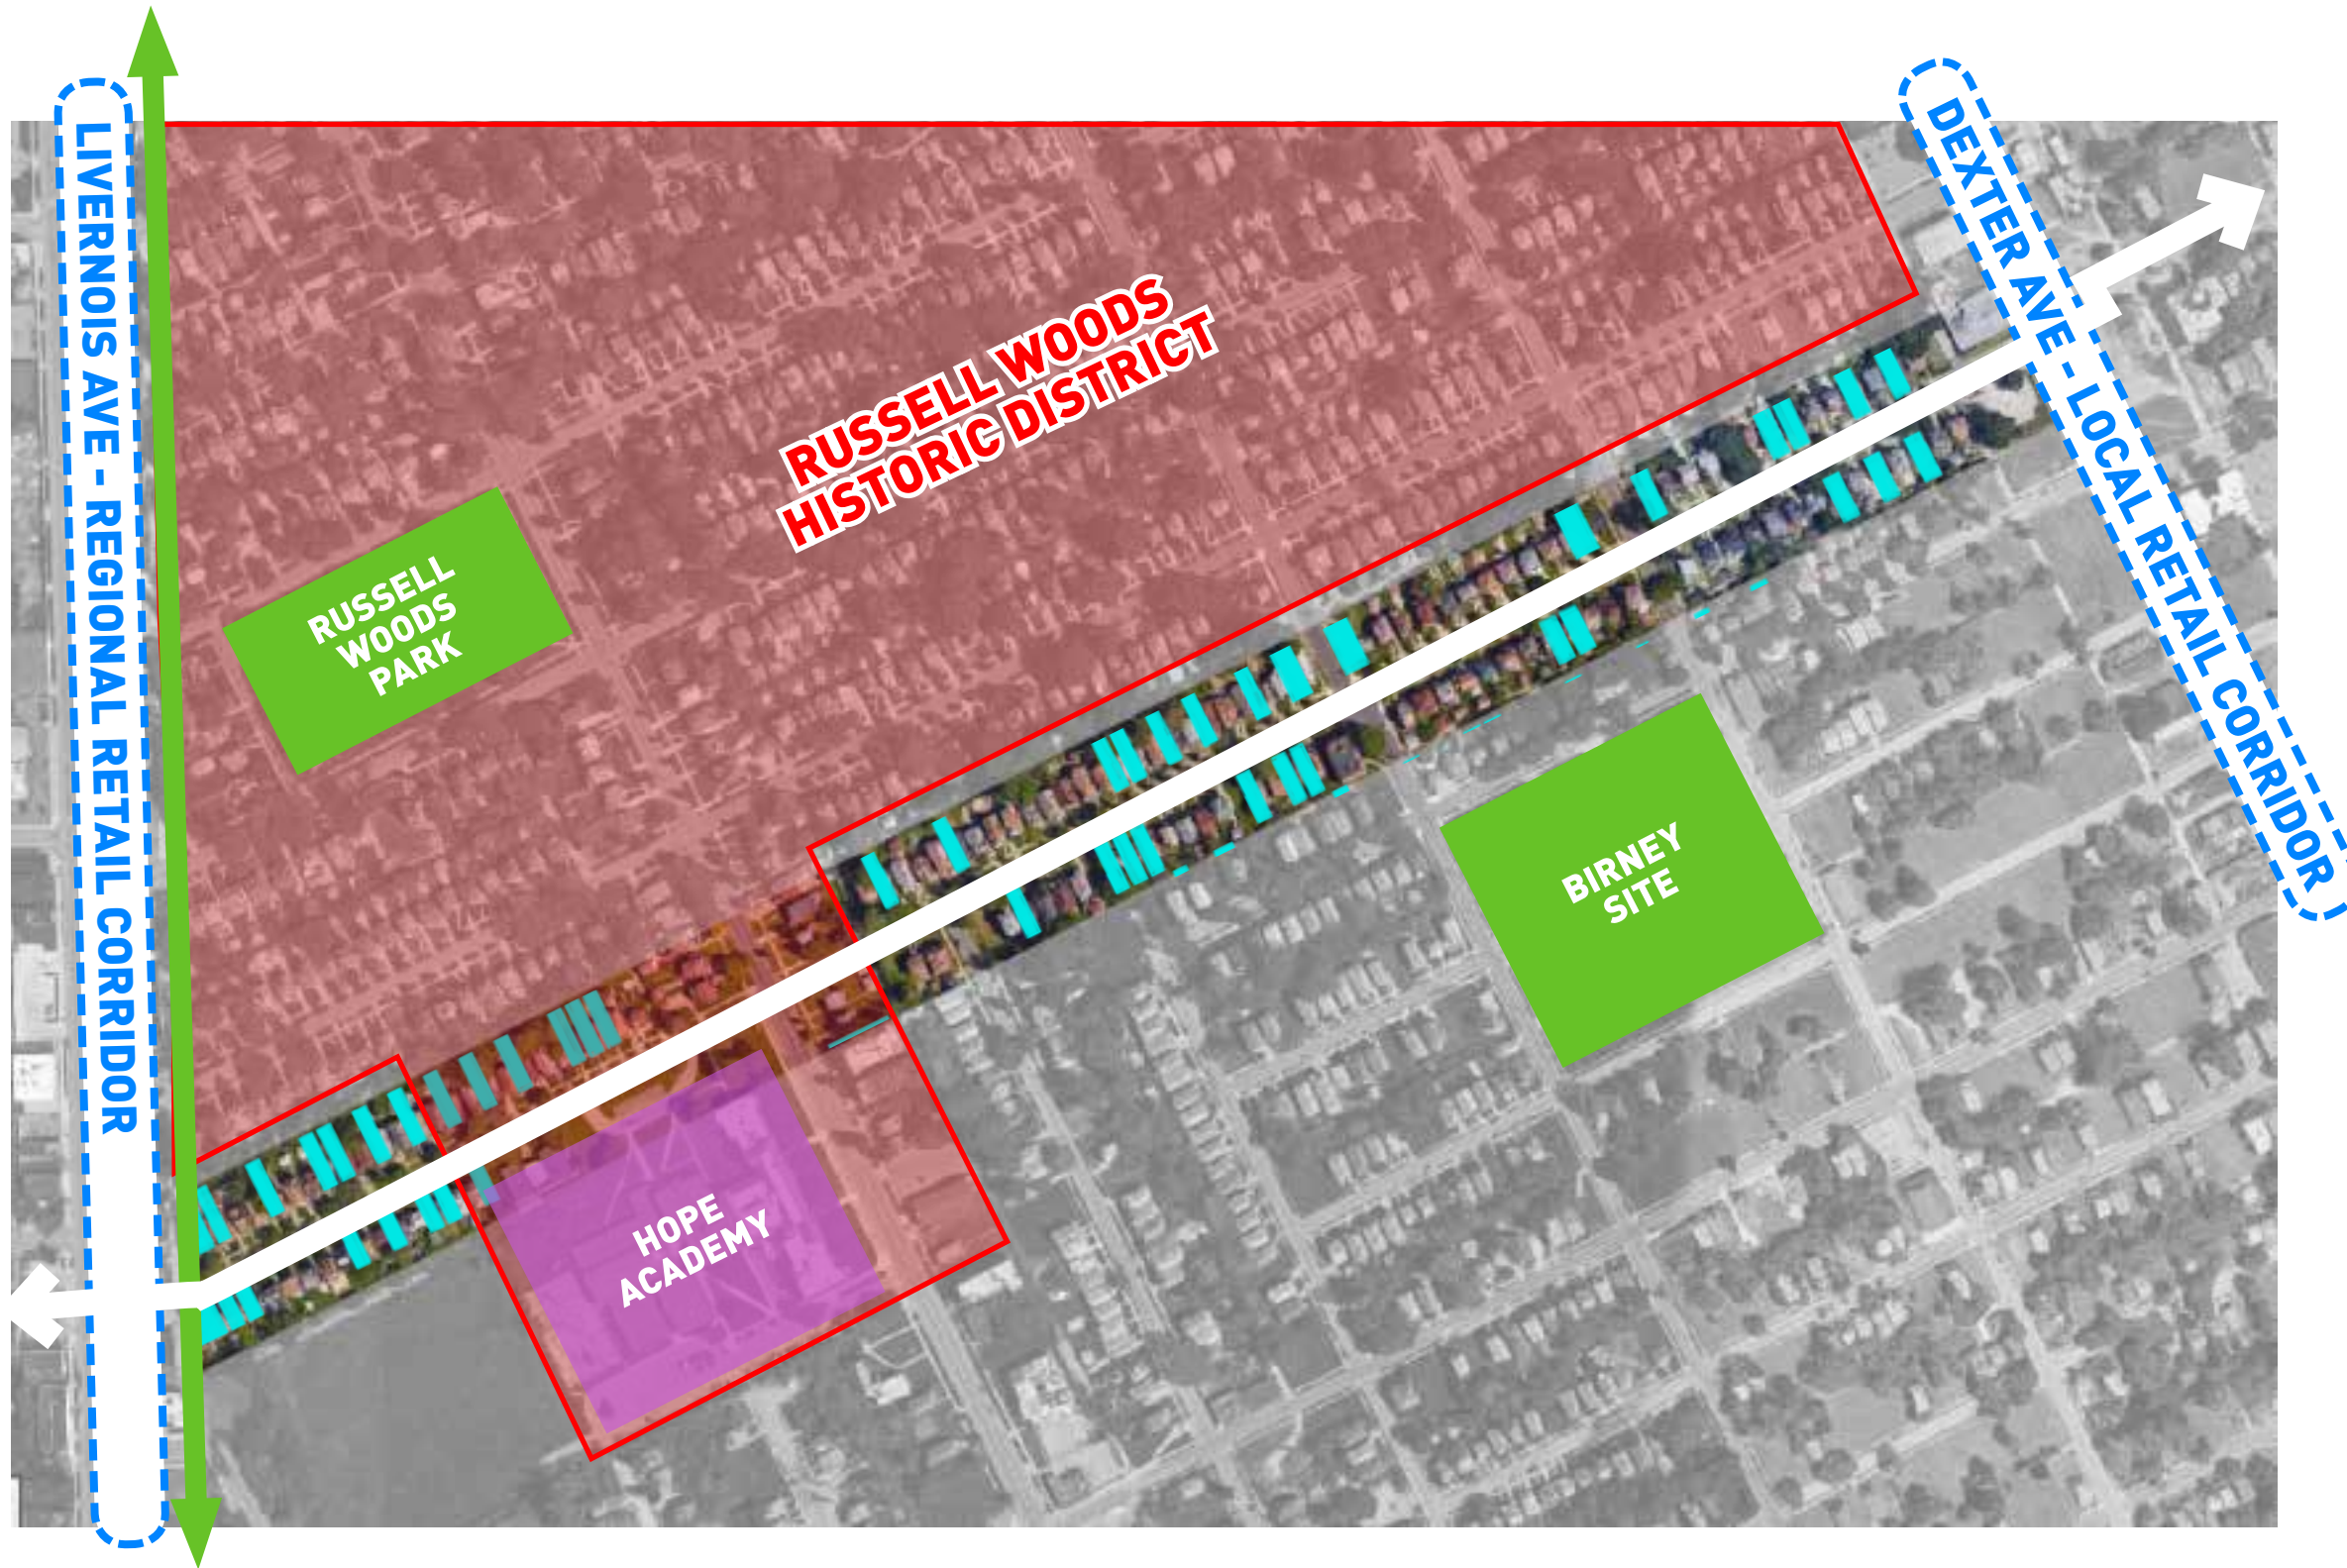 LIVERNOIS AVE - REGIONAL RETAIL CORRIDOR
DEXTER AVE - LOCAL RETAIL CORRIDOR
RUSSELL WOODS
HISTORIC DISTRICT
RUSSELL
WOODS
PARK
BIRNEY
SITE
HOPE
ACADEMY